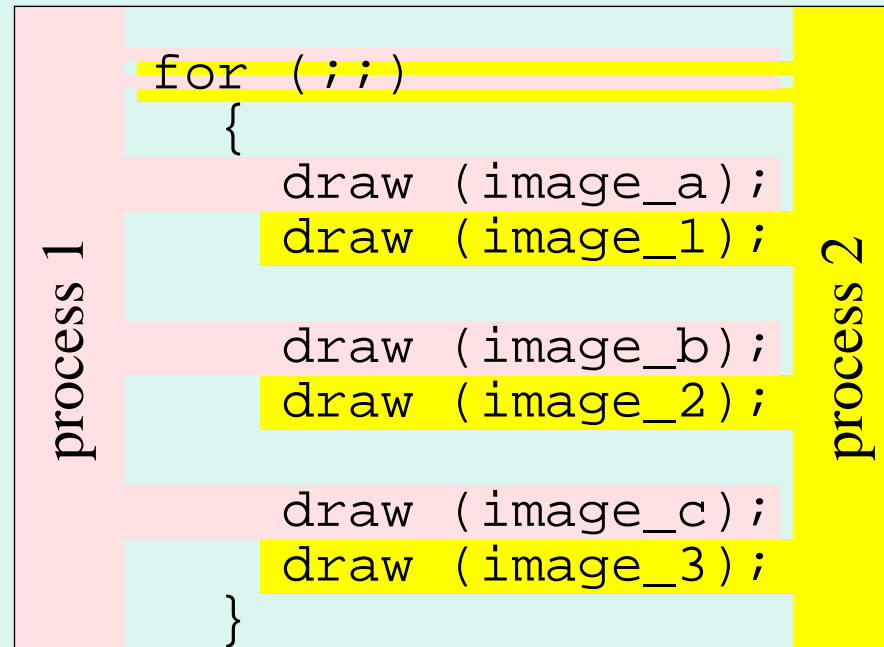 process 1
for (;;)
{
draw (image_a);
draw (image_1);
draw (image_b);
draw (image_2);
draw (image_c);
draw (image_3);
}
process 2